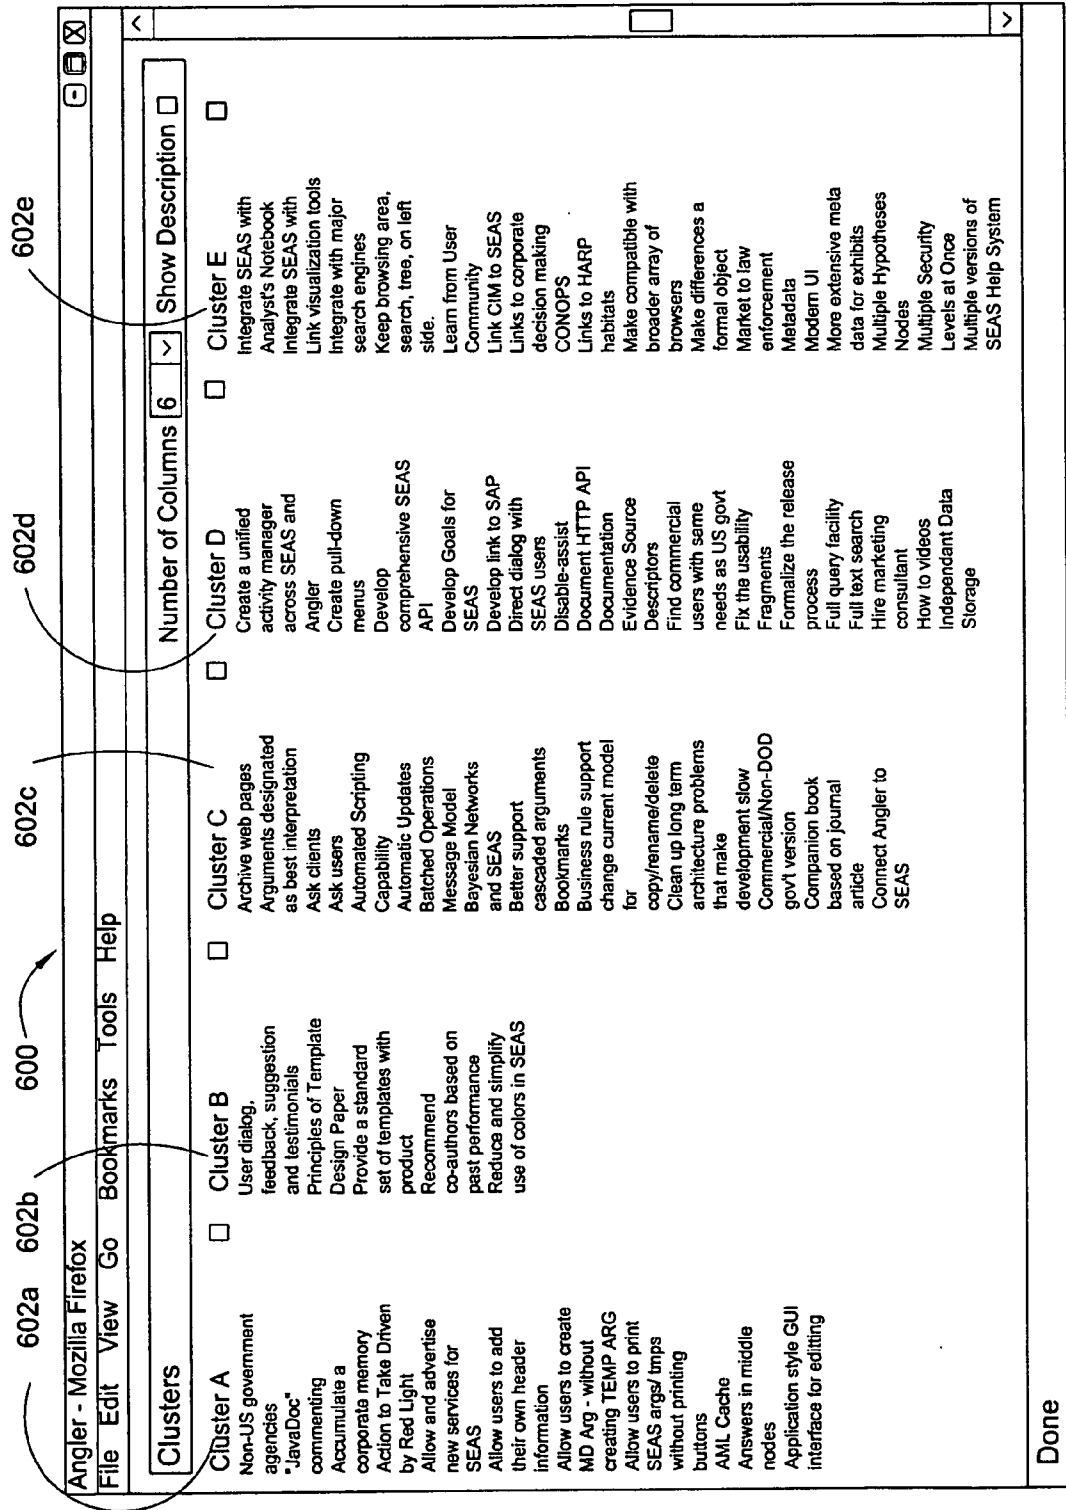 600
602a
602b
602c
602d
602e
Angler - Mozilla Firefox
File Edit View Go Bookmarks Tools Help
Clusters
Number of Columns 6
Show Description
Cluster A
Non-US government
agencies
"JavaDoc"
commenting
Accumulate a
corporate memory
Action to Take Driven
by Red Light
Allow and advertise
new services for
SEAS
Allow users to add
their own header
information
Allow users to create
MD Arg - without
creating TEMP ARG
Allow users to print
SEAS args/ tmps
without printing
buttons
AML Cache
Answers in middle
nodes
Application style GUI
interface for editting
Cluster B
User dialog,
feedback, suggestion
and testimonials
Principles of Template
Design Paper
Provide a standard
set of templates with
product
Recommend
co-authors based on
past performance
Reduce and simplify
use of colors in SEAS
Cluster C
Archive web pages
Arguments designated
as best interpretation
Ask clients
Ask users
Automated Scripting
Capability
Automatic Updates
Batched Operations
Message Model
Bayesian Networks
and SEAS
Better support
cascaded arguments
Bookmarks
Business rule support
change current model
for
copy/rename/delete
Clean up long term
architecture problems
that make
development slow
Commercial/Non-DOD
gov't version
Companion book
based on journal
article
Connect Angler to
SEAS
Cluster D
Create a unified
activity manager
across SEAS and
Angler
Create pull-down
menus
Develop
comprehensive SEAS
API
Develop Goals for
SEAS
Develop link to SAP
Direct dialog with
SEAS users
Disable-assist
Document HTTP API
Documentation
Evidence Source
Descriptors
Find commercial
users with same
needs as US govt
Fix the usability
Fragments
Formalize the release
process
Full query facility
Full text search
Hire marketing
consultant
How to videos
Independant Data
Storage
Cluster E
Integrate SEAS with
Analyst's Notebook
Integrate SEAS with
Link visualization tools
Integrate with major
search engines
Keep browsing area,
search, tree, on left
side.
Learn from User
Community
Link CIM to SEAS
Links to corporate
decision making
CONOPS
Links to HARP
habitats
Make compatible with
broader array of
browsers
Make differences a
formal object
Market to law
enforcement
Metadata
Modern UI
More extensive meta
data for exhibits
Multiple Hypotheses
Nodes
Multiple Security
Levels at Once
Multiple versions of
SEAS Help System
Done